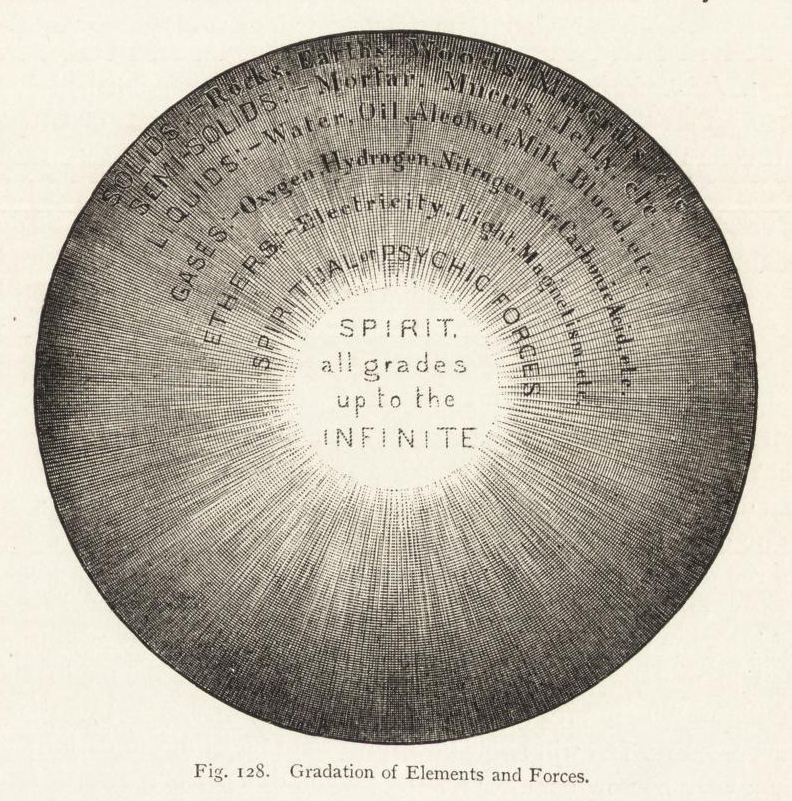 SOLIDS:–Rocks, Earths, Woods, Minerals, etc.
SEMI-SOLIDS:–Mortar, Mucus, Jelly, etc.
LIQUIDS:–Water, Oil, Alcohol, Milk, Blood, etc.
GASES:–Oxygen, Hydrogen, Nitrogen, Air, Carbonic Acid, etc.
ETHERS:–Electricity, Light, Magnetism, etc.
SPIRITUAL or PSYCHIC FORCES
SPIRIT,
all grades
up to the
INFINITE
Fig. 128. Gradation of Elements and Forces.